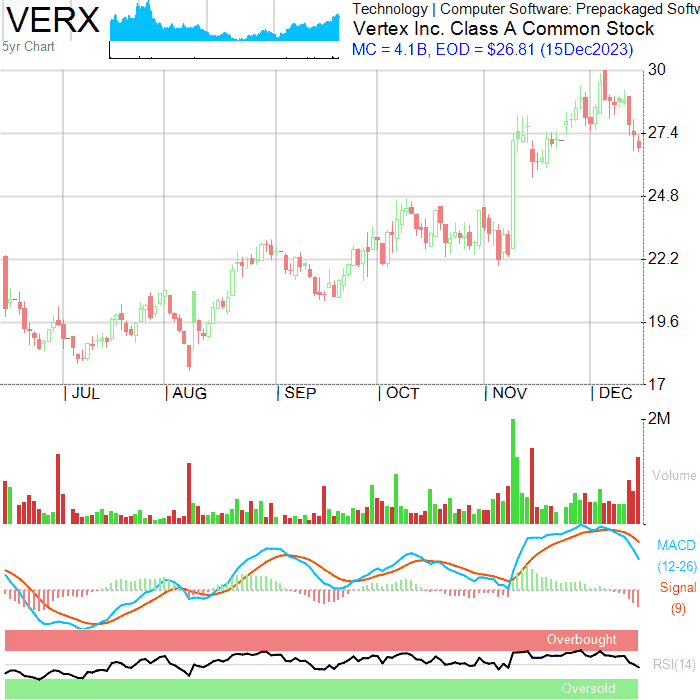 VERX
5yr Chart
Technology | Computer Software: Prepackaged Softw
Vertex Inc. Class A Common Stock
MC = 4.1B, EOD = $26.81 (15Dec2023)
30
27.4
24.8
22.2
19.6
17
JUL
AUG
SEP
OCT
NOV
DEC
2M
Volume
MACD
(12-26)
Signal
(9)
Overbought
RSI(14)
Oversold